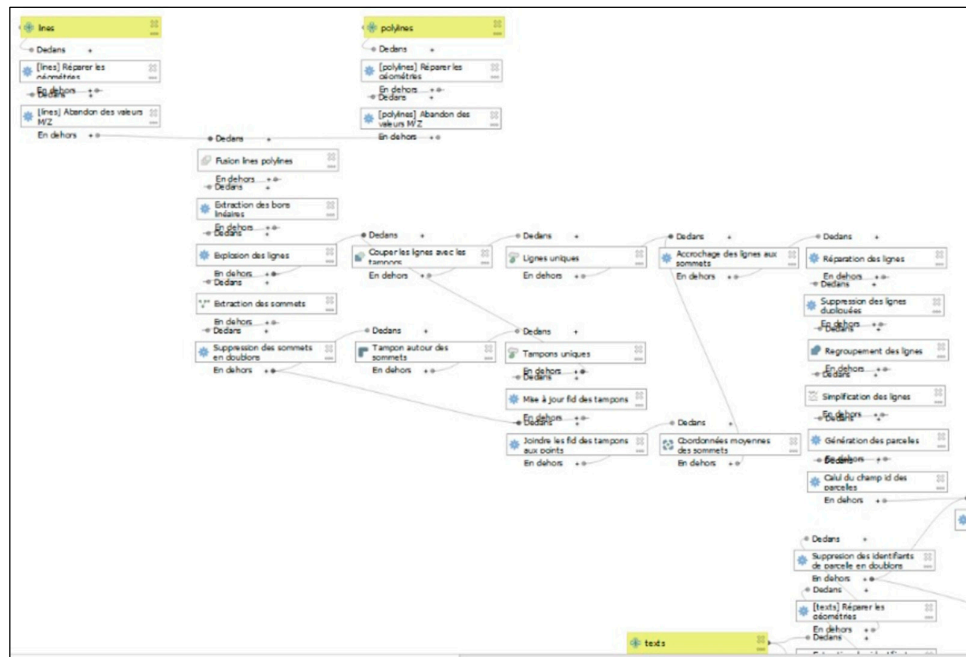 lines
Dedans
[lines] Réparer les
géométries
En dehors
Dedans
[lines] Abandon des valeurs
M/Z
En dehors
polylines
Dedans
[polylines] Réparer les
géométries
En dehors
Dedans
[polylines] Abandon des
valeurs M/Z
En dehors
Dedans
Fusion lines polylines
En dehors
Dedans
Extraction des bons
linéaires
En dehors
Dedans
Explosion des lignes
En dehors
Extraction des sommets
En dehors
Dedans
Suppression des sommets
en doublons
En dehors
Dedans
Couper les lignes avec les
tampons
En dehors
Dedans
Tampon autour des
sommets
En dehors
Dedans
Lignes uniques
En dehors
Dedans
Tampons uniques
En dehors
Dedans
Mise à jour fid des tampons
En dehors
Dedans
Joindre les fid des tampons
aux points
En dehors
Dedans
Accrochage des lignes aux
sommets
En dehors
Dedans
Coordonnées moyennes
des sommets
En dehors
Dedans
Réparation des lignes
En dehors
Dedans
Suppression des lignes
dupliquées
En dehors
Dedans
Regroupement des lignes
En dehors
Dedans
Simplification des lignes
En dehors
Dedans
Génération des parcelles
En dehors
Dedans
Calul du champ id des
parcelles
En dehors
Dedans
Suppresion des identifiants
de parcelle en doublons
En dehors
Dedans
[texts] Réparer les
géométries
En dehors
Dedans
texts